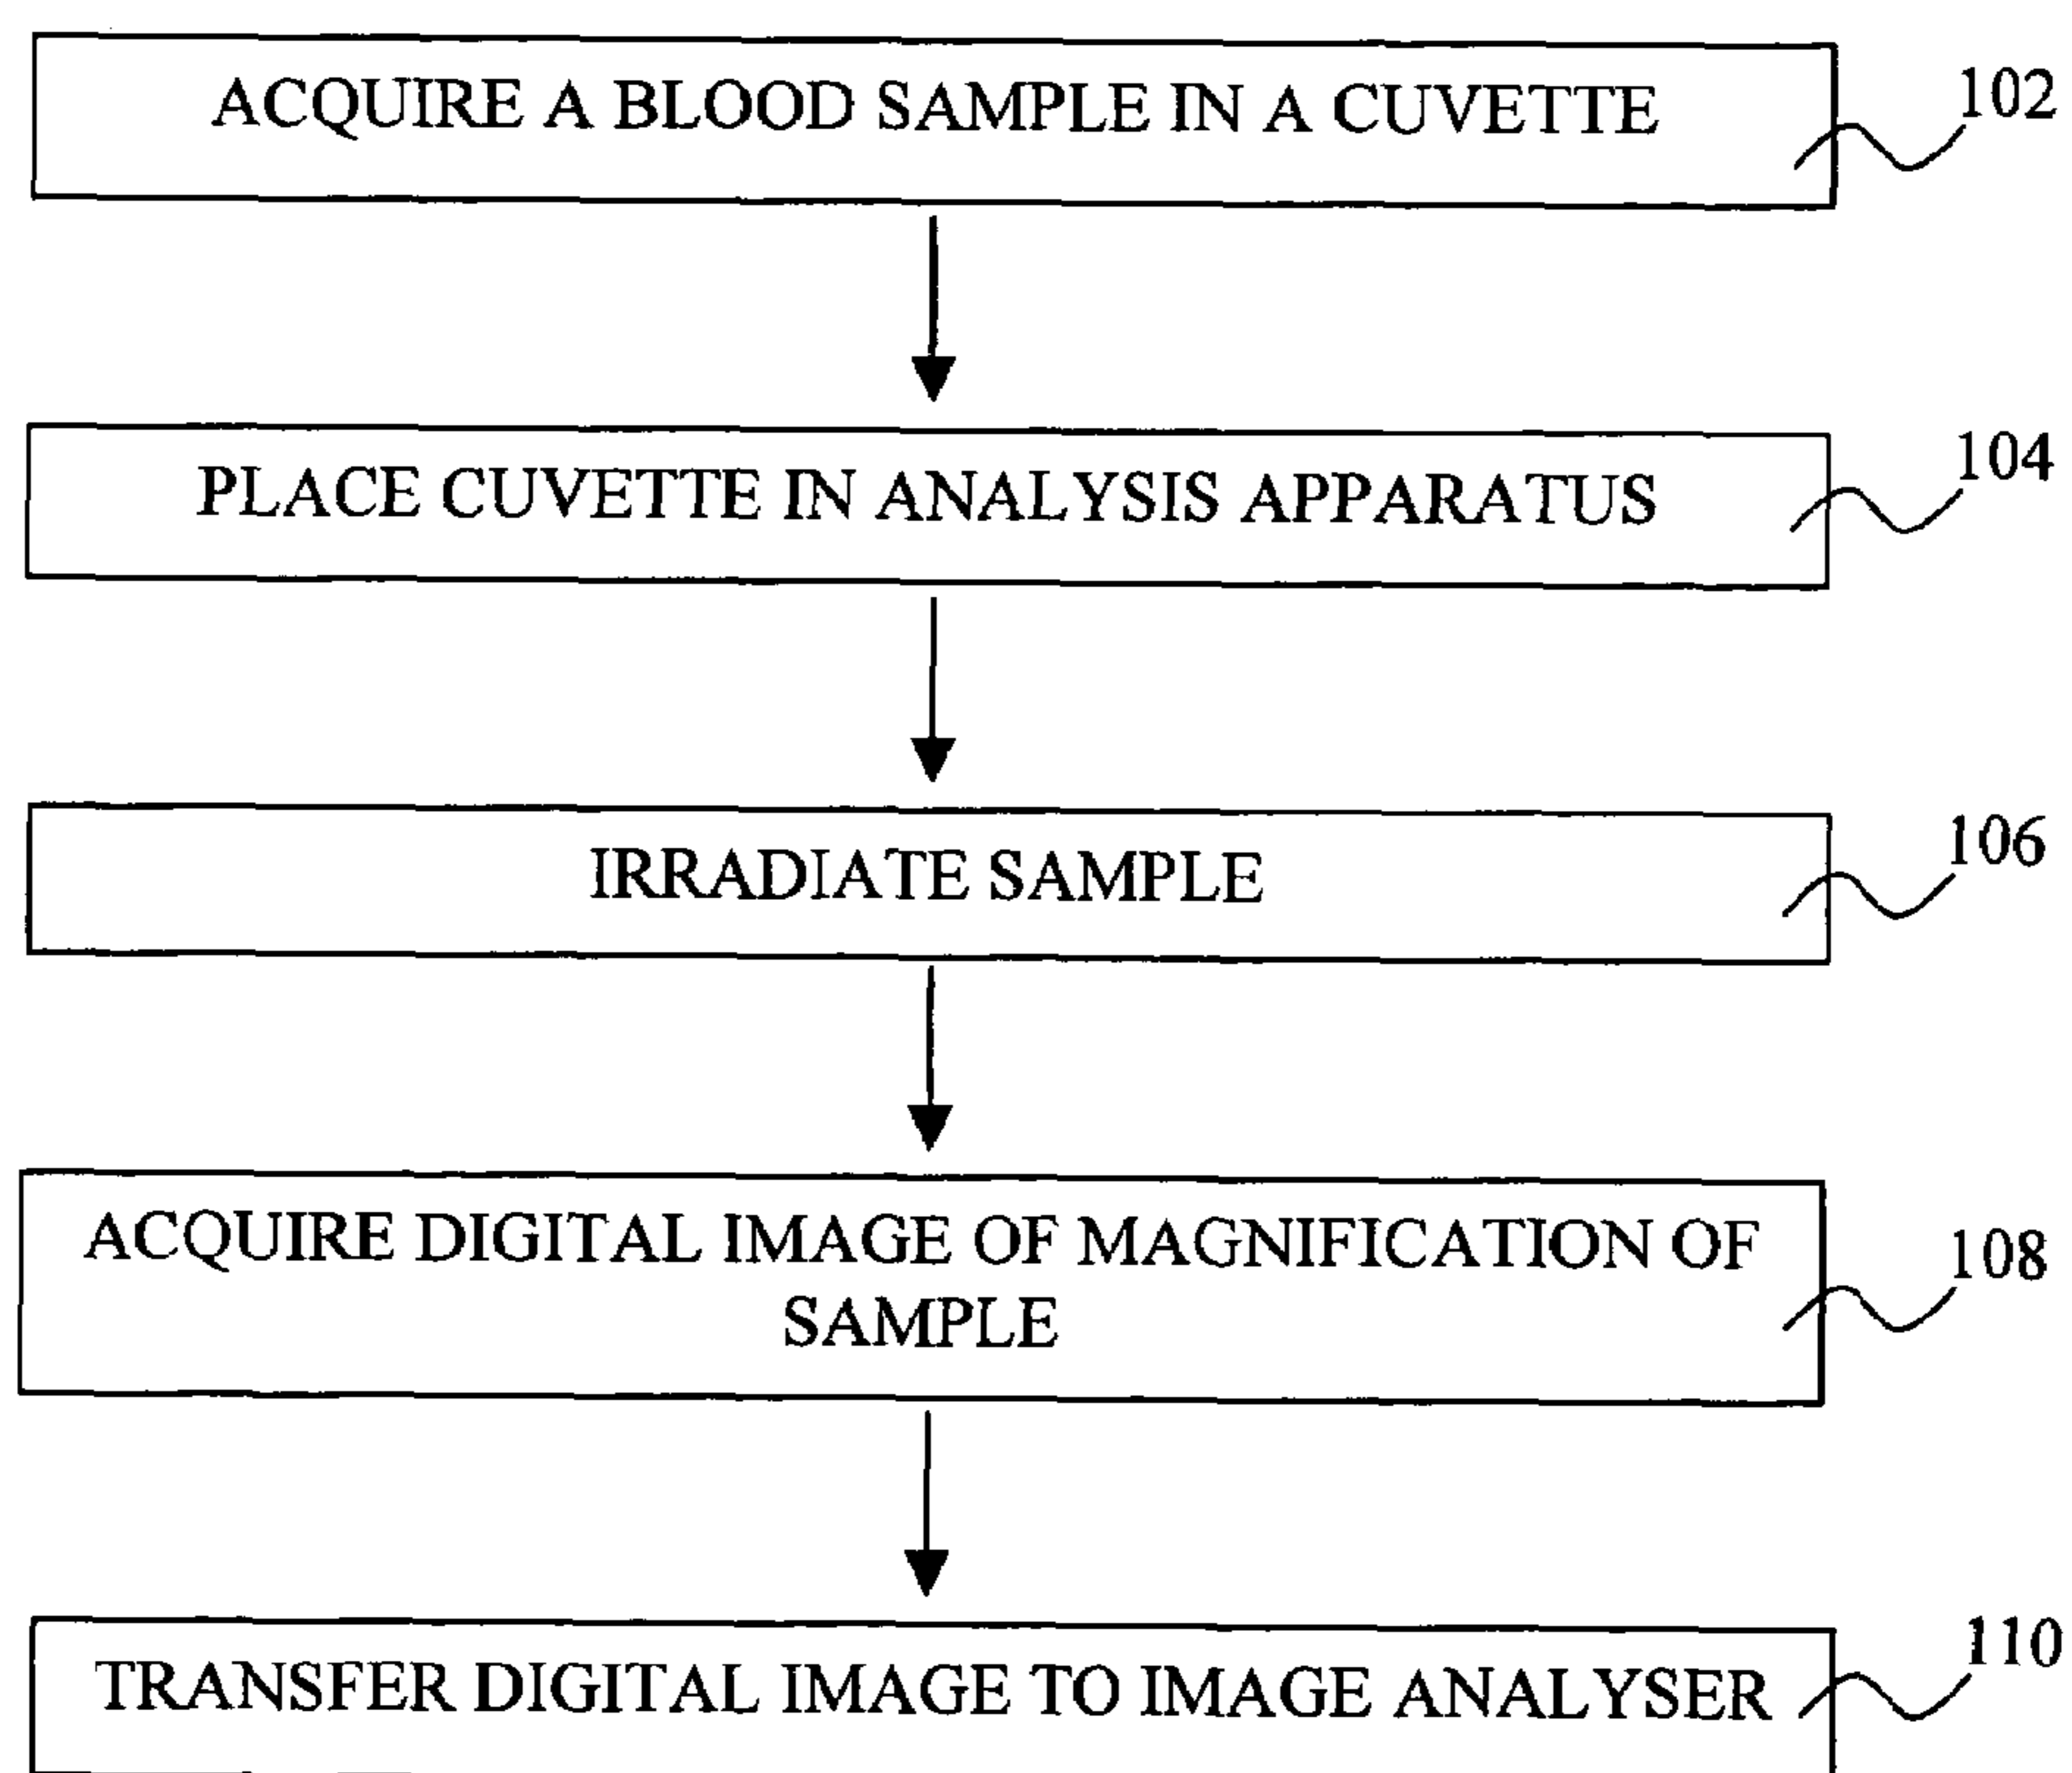 ACQUIRE A BLOOD SAMPLE IN A CUVETTE
102
PLACE CUVETTE IN ANALYSIS APPARATUS
104
IRRADIATE SAMPLE
106
ACQUIRE DIGITAL IMAGE OF MAGNIFICATION OF
SAMPLE
108
TRANSFER DIGITAL IMAGE TO IMAGE ANALYSER
110